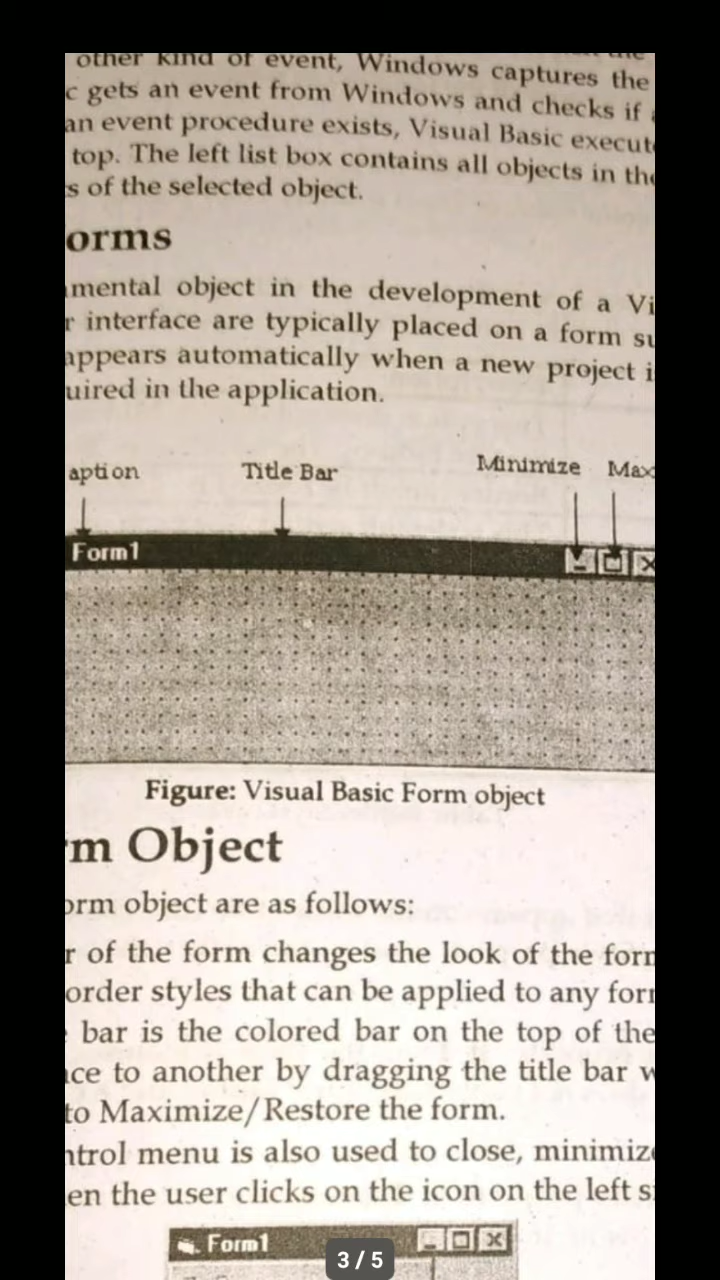 other kind of event, Windows captures the
c gets an event from Windows and checks if
an event procedure exists, Visual Basic execut
top. The left list box contains all objects in the
s of the selected object.
orms
mental object in the development of a Vi
r interface are typically placed on a form su
appears automatically when a new project i
uired in the application.
aption Title Bar Minimize Max
Form1
Figure: Visual Basic Form object
m Object
orm object are as follows:
r of the form changes the look of the form
order styles that can be applied to any for
bar is the colored bar on the top of the
ce to another by dragging the title bar w
to Maximize/Restore the form.
ntrol menu is also used to close, minimize
en the user clicks on the icon on the left s
Form1
3 / 5